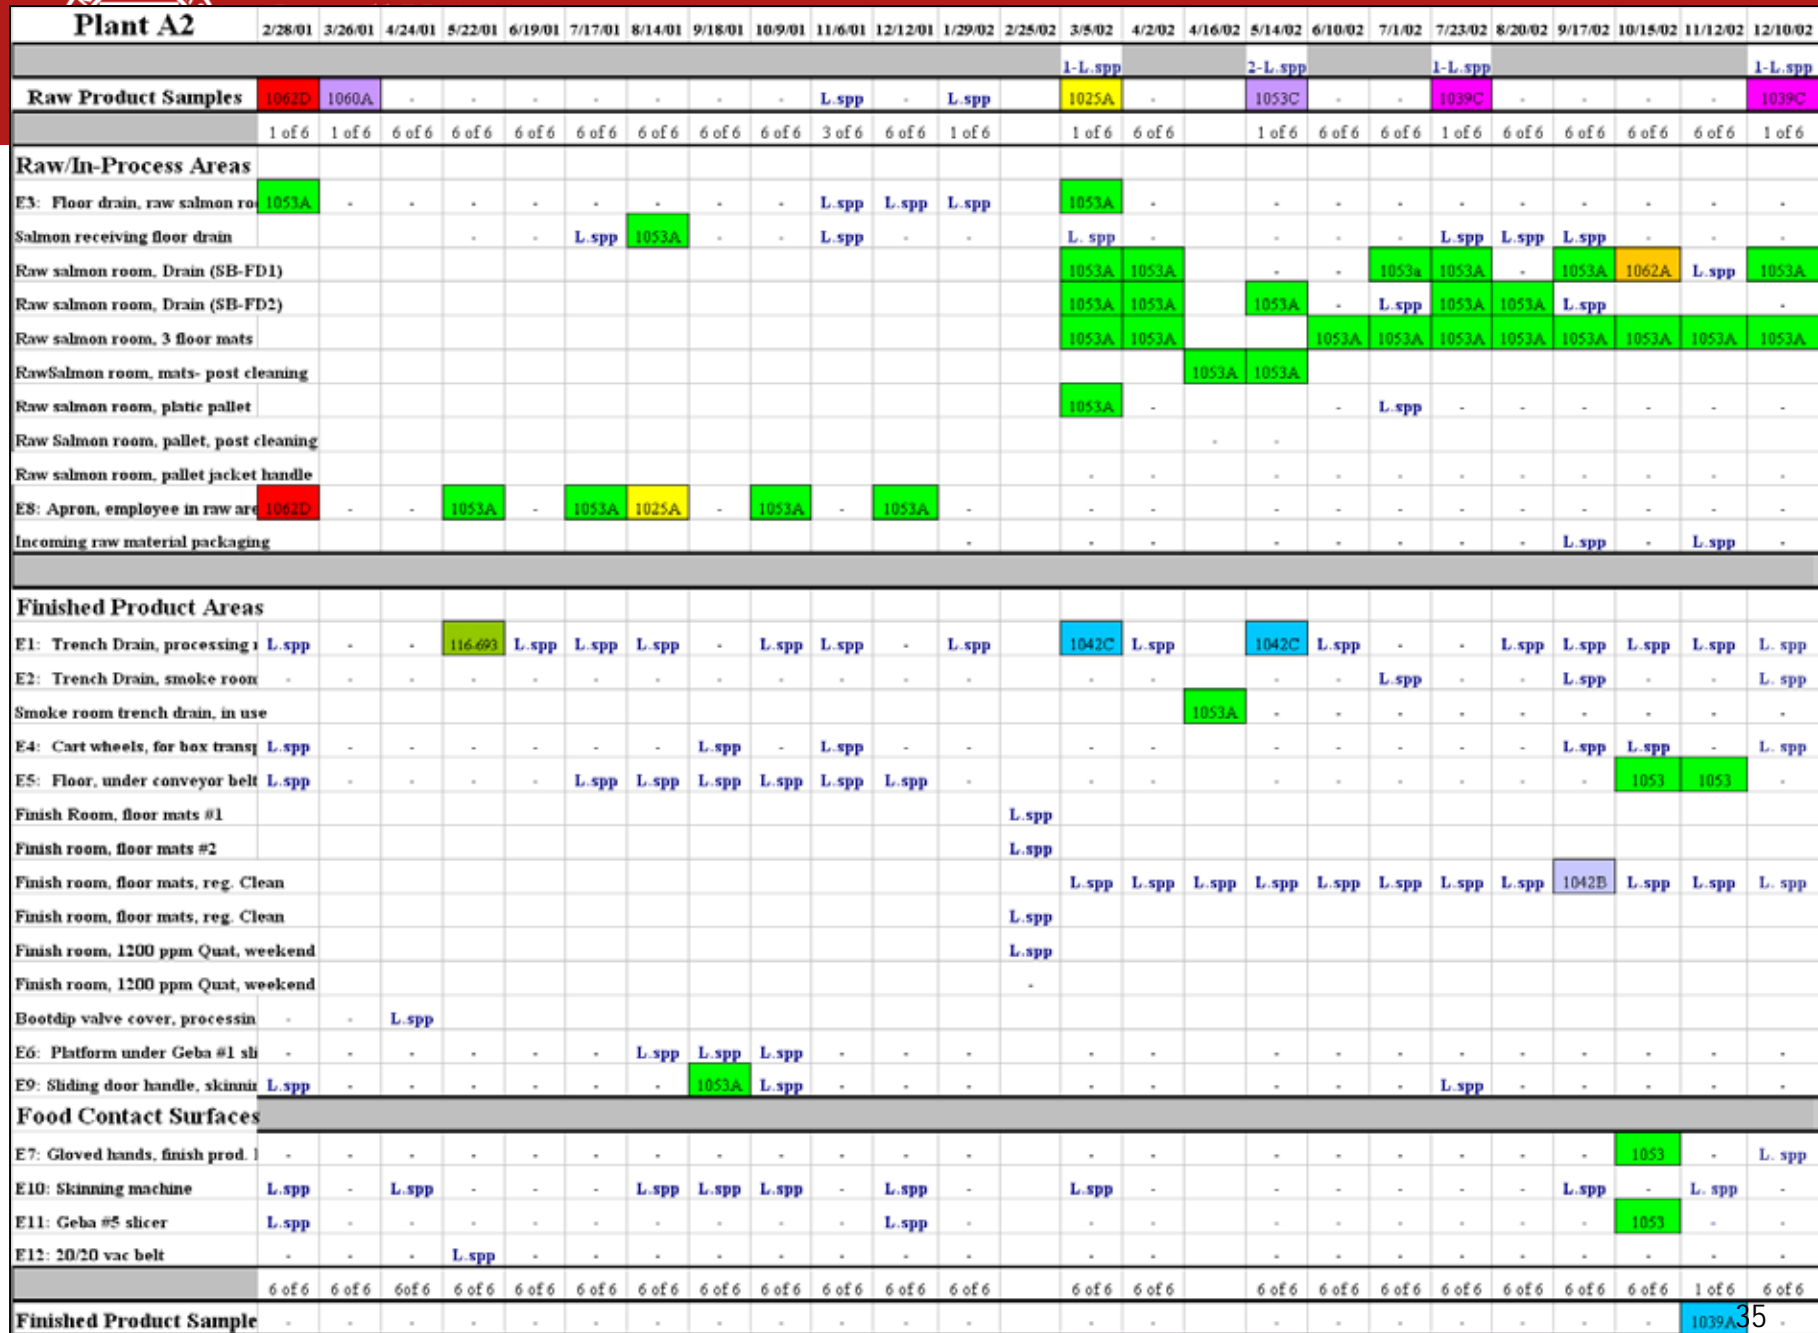 Plant A2 2/28/01 3/26/01 4/24/01 5/22/01 6/19/01 7/17/01 8/14/01 9/18/01 10/9/01 11/6/01 12/12/01 1/29/02 2/25/02 3/5/02 4/2/02 4/16/02 5/14/02 6/10/02 7/1/02 7/23/02 8/20/02 9/17/02 10/15/02 11/12/02 12/10/02
1-L.spp 2-L.spp 1-L.spp 1-L.spp
Raw Product Samples 1062D 1060A - - - - - - - L.spp - L.spp 1025A - 1053C - - 1039C - - - - 1039C
1 of 6 1 of 6 6 of 6 6 of 6 6 of 6 6 of 6 6 of 6 6 of 6 6 of 6 3 of 6 6 of 6 1 of 6 1 of 6 6 of 6 1 of 6 6 of 6 6 of 6 1 of 6 6 of 6 6 of 6 6 of 6 6 of 6 1 of 6
Raw/In-Process Areas
E3: Floor drain, raw salmon ro 1053A - - - - - - - - L.spp L.spp L.spp 1053A - - - - - - - - - -
Salmon receiving floor drain - - L.spp 1053A - - L.spp - - L. spp - - - - L.spp L.spp L.spp - - -
Raw salmon room, Drain (SB-FD1) 1053A 1053A - - 1053a 1053A - 1053A 1062A L.spp 1053A
Raw salmon room, Drain (SB-FD2) 1053A 1053A 1053A - L.spp 1053A 1053A L.spp -
Raw salmon room, 3 floor mats 1053A 1053A 1053A 1053A 1053A 1053A 1053A 1053A 1053A 1053A
RawSalmon room, mats- post cleaning 1053A 1053A
Raw salmon room, platic pallet 1053A - - L.spp - - - - - -
Raw Salmon room, pallet, post cleaning - -
Raw salmon room, pallet jacket handle - - - - - - - - - - -
E8: Apron, employee in raw are 1062D - - 1053A - 1053A 1025A - 1053A - 1053A - - - - - - - - - - - -
Incoming raw material packaging - - - - - - - - L.spp - L.spp -
Finished Product Areas
E1: Trench Drain, processing r L.spp - - 116-693 L.spp L.spp L.spp - L.spp L.spp - L.spp 1042C L.spp 1042C L.spp - - L.spp L.spp L.spp L.spp L. spp
E2: Trench Drain, smoke room - - - - - - - - - - - - - - - - L.spp - - L.spp - - L. spp
Smoke room trench drain, in use 1053A - - - - - - - - -
E4: Cart wheels, for box transp L.spp - - - - - - L.spp - L.spp - - - - - - - - - L.spp L.spp - L. spp
E5: Floor, under conveyor belt L.spp - - - - L.spp L.spp L.spp L.spp L.spp L.spp - - - - - - - - - 1053 1053 -
Finish Room, floor mats #1 L.spp
Finish room, floor mats #2 L.spp
Finish room, floor mats, reg. Clean L.spp L.spp L.spp L.spp L.spp L.spp L.spp L.spp 1042B L.spp L.spp L. spp
Finish room, floor mats, reg. Clean L.spp
Finish room, 1200 ppm Quat, weekend L.spp
Finish room, 1200 ppm Quat, weekend -
Bootdip valve cover, processin - - L.spp
E6: Platform under Geba #1 sli - - - - - - L.spp L.spp L.spp - - - - - - - - - - - - - -
E9: Sliding door handle, skinnin L.spp - - - - - - 1053A L.spp - - - - - - - - L.spp - - - - -
Food Contact Surfaces
E7: Gloved hands, finish prod. l - - - - - - - - - - - - - - - - - - - - 1053 - L. spp
E10: Skinning machine L.spp - L.spp - - - L.spp L.spp L.spp - L.spp - L.spp - - - - - - L.spp - L. spp -
E11: Geba #5 slicer L.spp - - - - - - - - - L.spp - - - - - - - - - 1053 - -
E12: 20/20 vac belt - - - L.spp - - - - - - - - - - - - - - - - - - -
6 of 6 6 of 6 6of 6 6 of 6 6 of 6 6 of 6 6 of 6 6 of 6 6 of 6 6 of 6 6 of 6 6 of 6 6 of 6 6 of 6 6 of 6 6 of 6 6 of 6 6 of 6 6 of 6 6 of 6 6 of 6 1 of 6 6 of 6
Finished Product Sample - - - - - - - - - - - - - - - - - - - - - 1039A -
35